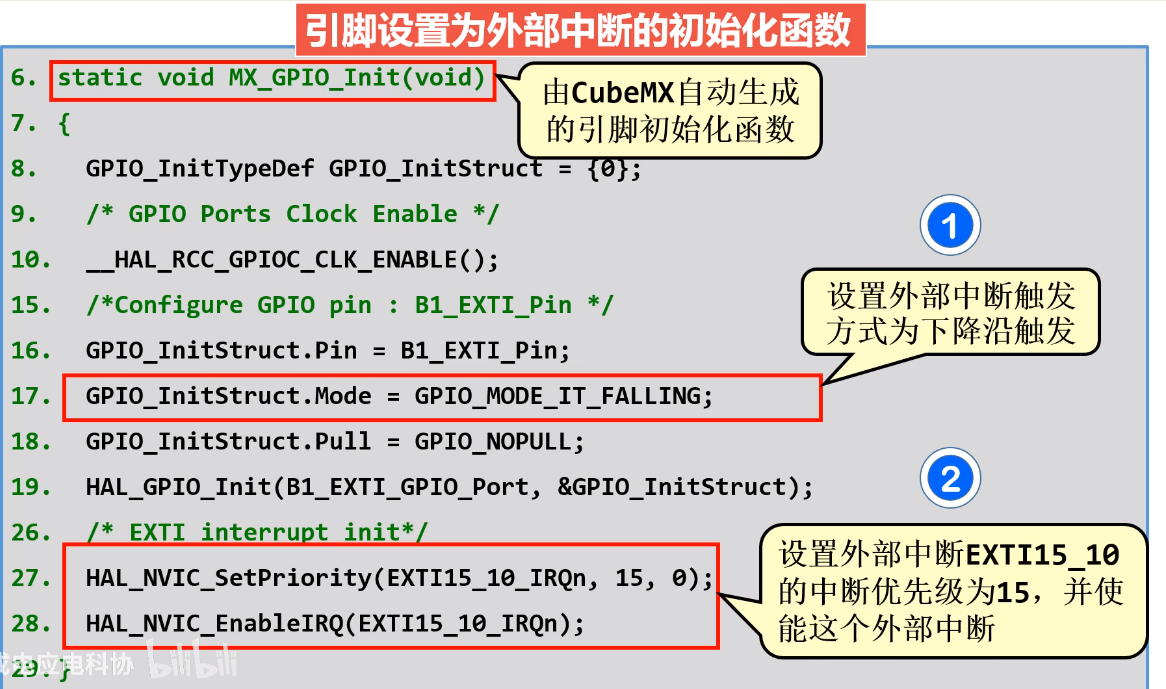 引脚设置为外部中断的初始化函数
6. static void MX_GPIO_Init(void)
由CubeMX自动生成
的引脚初始化函数
7. {
8. GPIO_InitTypeDef GPIO_InitStruct = {0};
9. /* GPIO Ports Clock Enable */
1
10. __HAL_RCC_GPIOC_CLK_ENABLE();
设置外部中断触发
方式为下降沿触发
15. /*Configure GPIO pin : B1_EXTI_Pin */
16. GPIO_InitStruct.Pin = B1_EXTI_Pin;
17. GPIO_InitStruct.Mode = GPIO_MODE_IT_FALLING;
18. GPIO_InitStruct.Pull = GPIO_NOPULL;
2
19. HAL_GPIO_Init(B1_EXTI_GPIO_Port, &GPIO_InitStruct);
26. /* EXTI interrupt init*/
设置外部中断EXTI15_10
的中断优先级为15，并使
能这个外部中断
27. HAL_NVIC_SetPriority(EXTI15_10_IRQn, 15, 0);
28. HAL_NVIC_EnableIRQ(EXTI15_10_IRQn);
29. }
电科协 bilibili